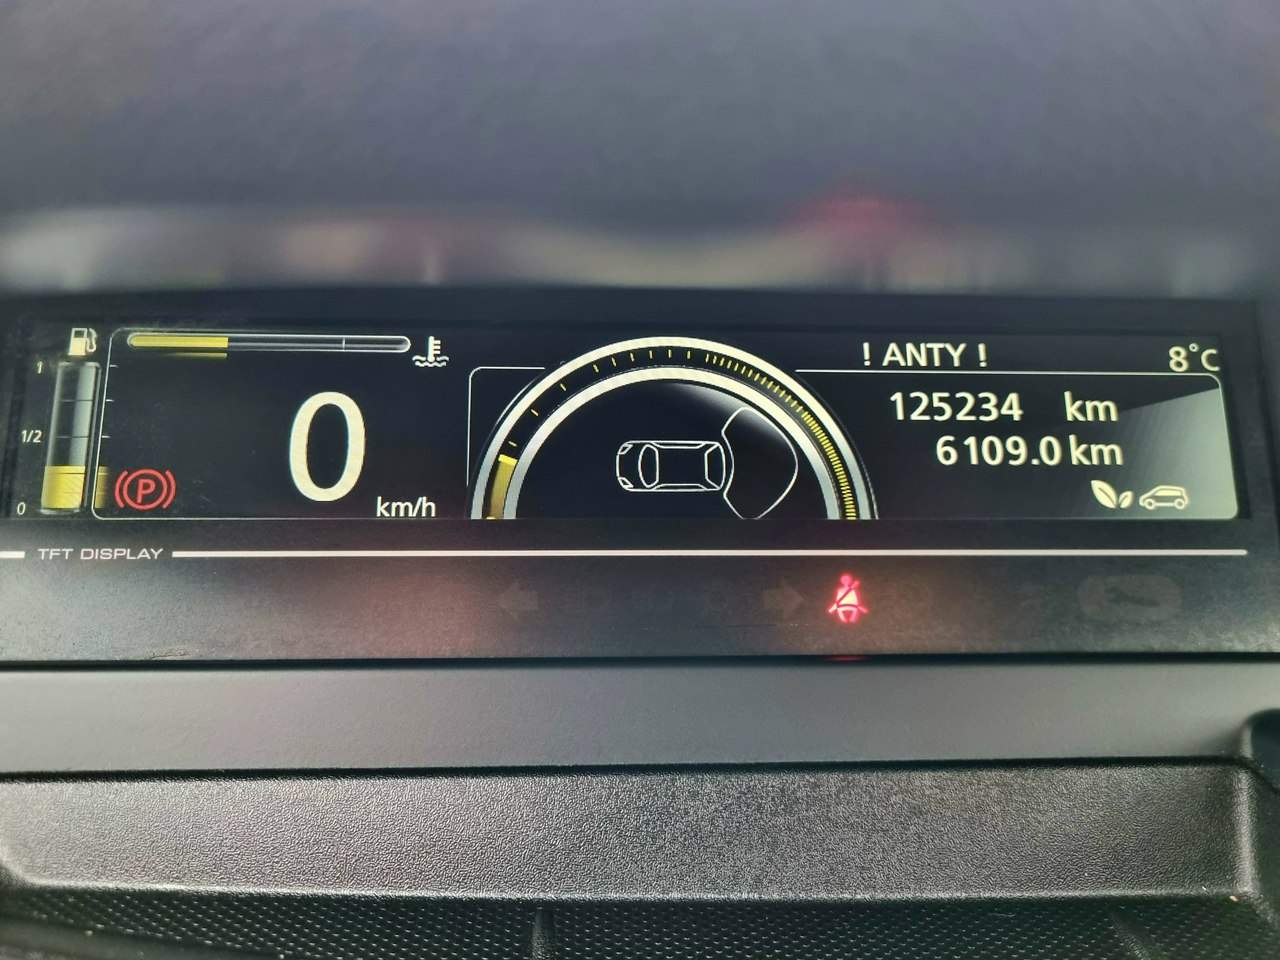 ! ANTY !
8°C
1
1/2
0
125234 km
6109.0 km
P
0
km/h
TFT DISPLAY